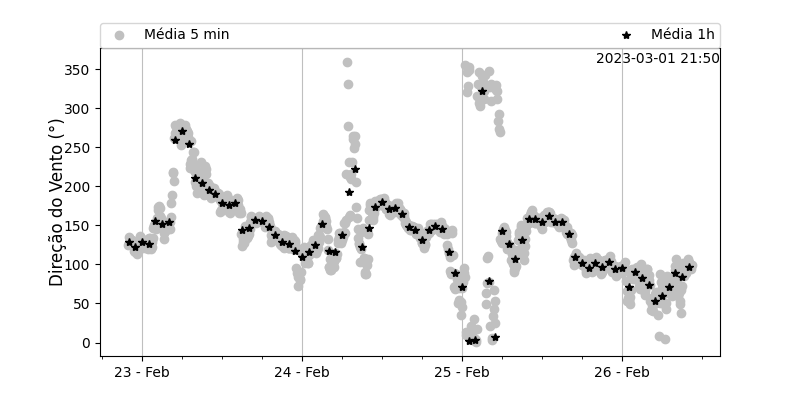 Média 5 min
Média 1h
2023-03-01 21:50
Direção do Vento (°)
350
300
250
200
150
100
50
0
23 - Feb
24 - Feb
25 - Feb
26 - Feb